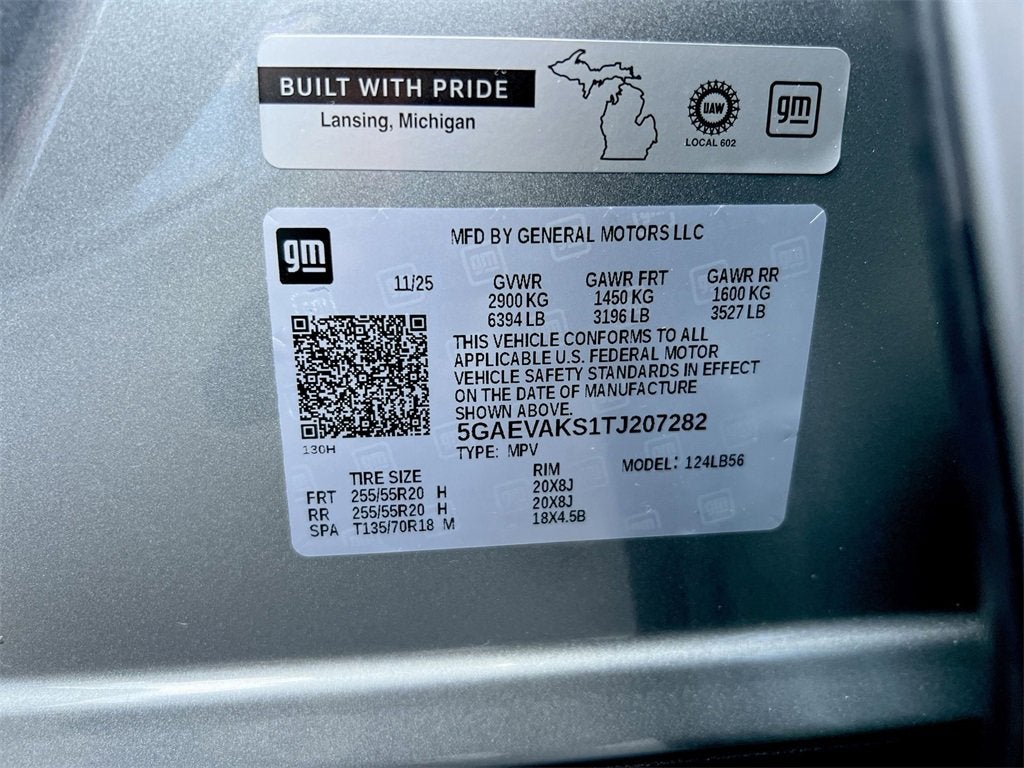 BUILT WITH PRIDE
Lansing, Michigan
UAW
LOCAL 602
gm
gm
MFD BY GENERAL MOTORS LLC
11/25 GVWR GAWR FRT GAWR RR
2900 KG 1450 KG 1600 KG
6394 LB 3196 LB 3527 LB
THIS VEHICLE CONFORMS TO ALL
APPLICABLE U.S. FEDERAL MOTOR
VEHICLE SAFETY STANDARDS IN EFFECT
ON THE DATE OF MANUFACTURE
SHOWN ABOVE.
5GAEVAKS1TJ207282
130H
TYPE: MPV MODEL: 124LB56
TIRE SIZE RIM
FRT 255/55R20 H 20X8J
RR 255/55R20 H 20X8J
SPA T135/70R18 M 18X4.5B